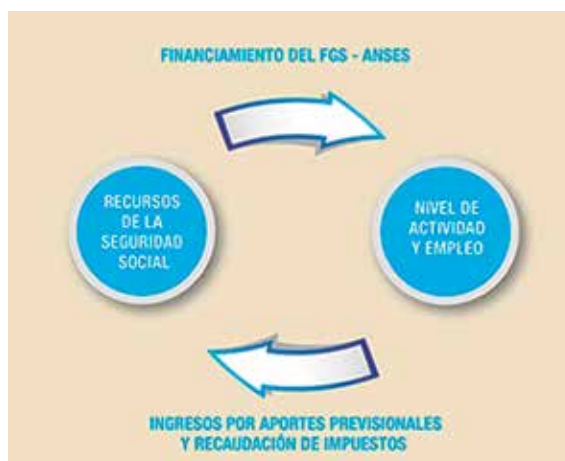 FINANCIAMIENTO DEL FGS - ANSES
RECURSOS
DE LA
SEGURIDAD
SOCIAL
NIVEL DE
ACTIVIDAD
Y EMPLEO
INGRESOS POR APORTES PREVISIONALES
Y RECAUDACIÓN DE IMPUESTOS